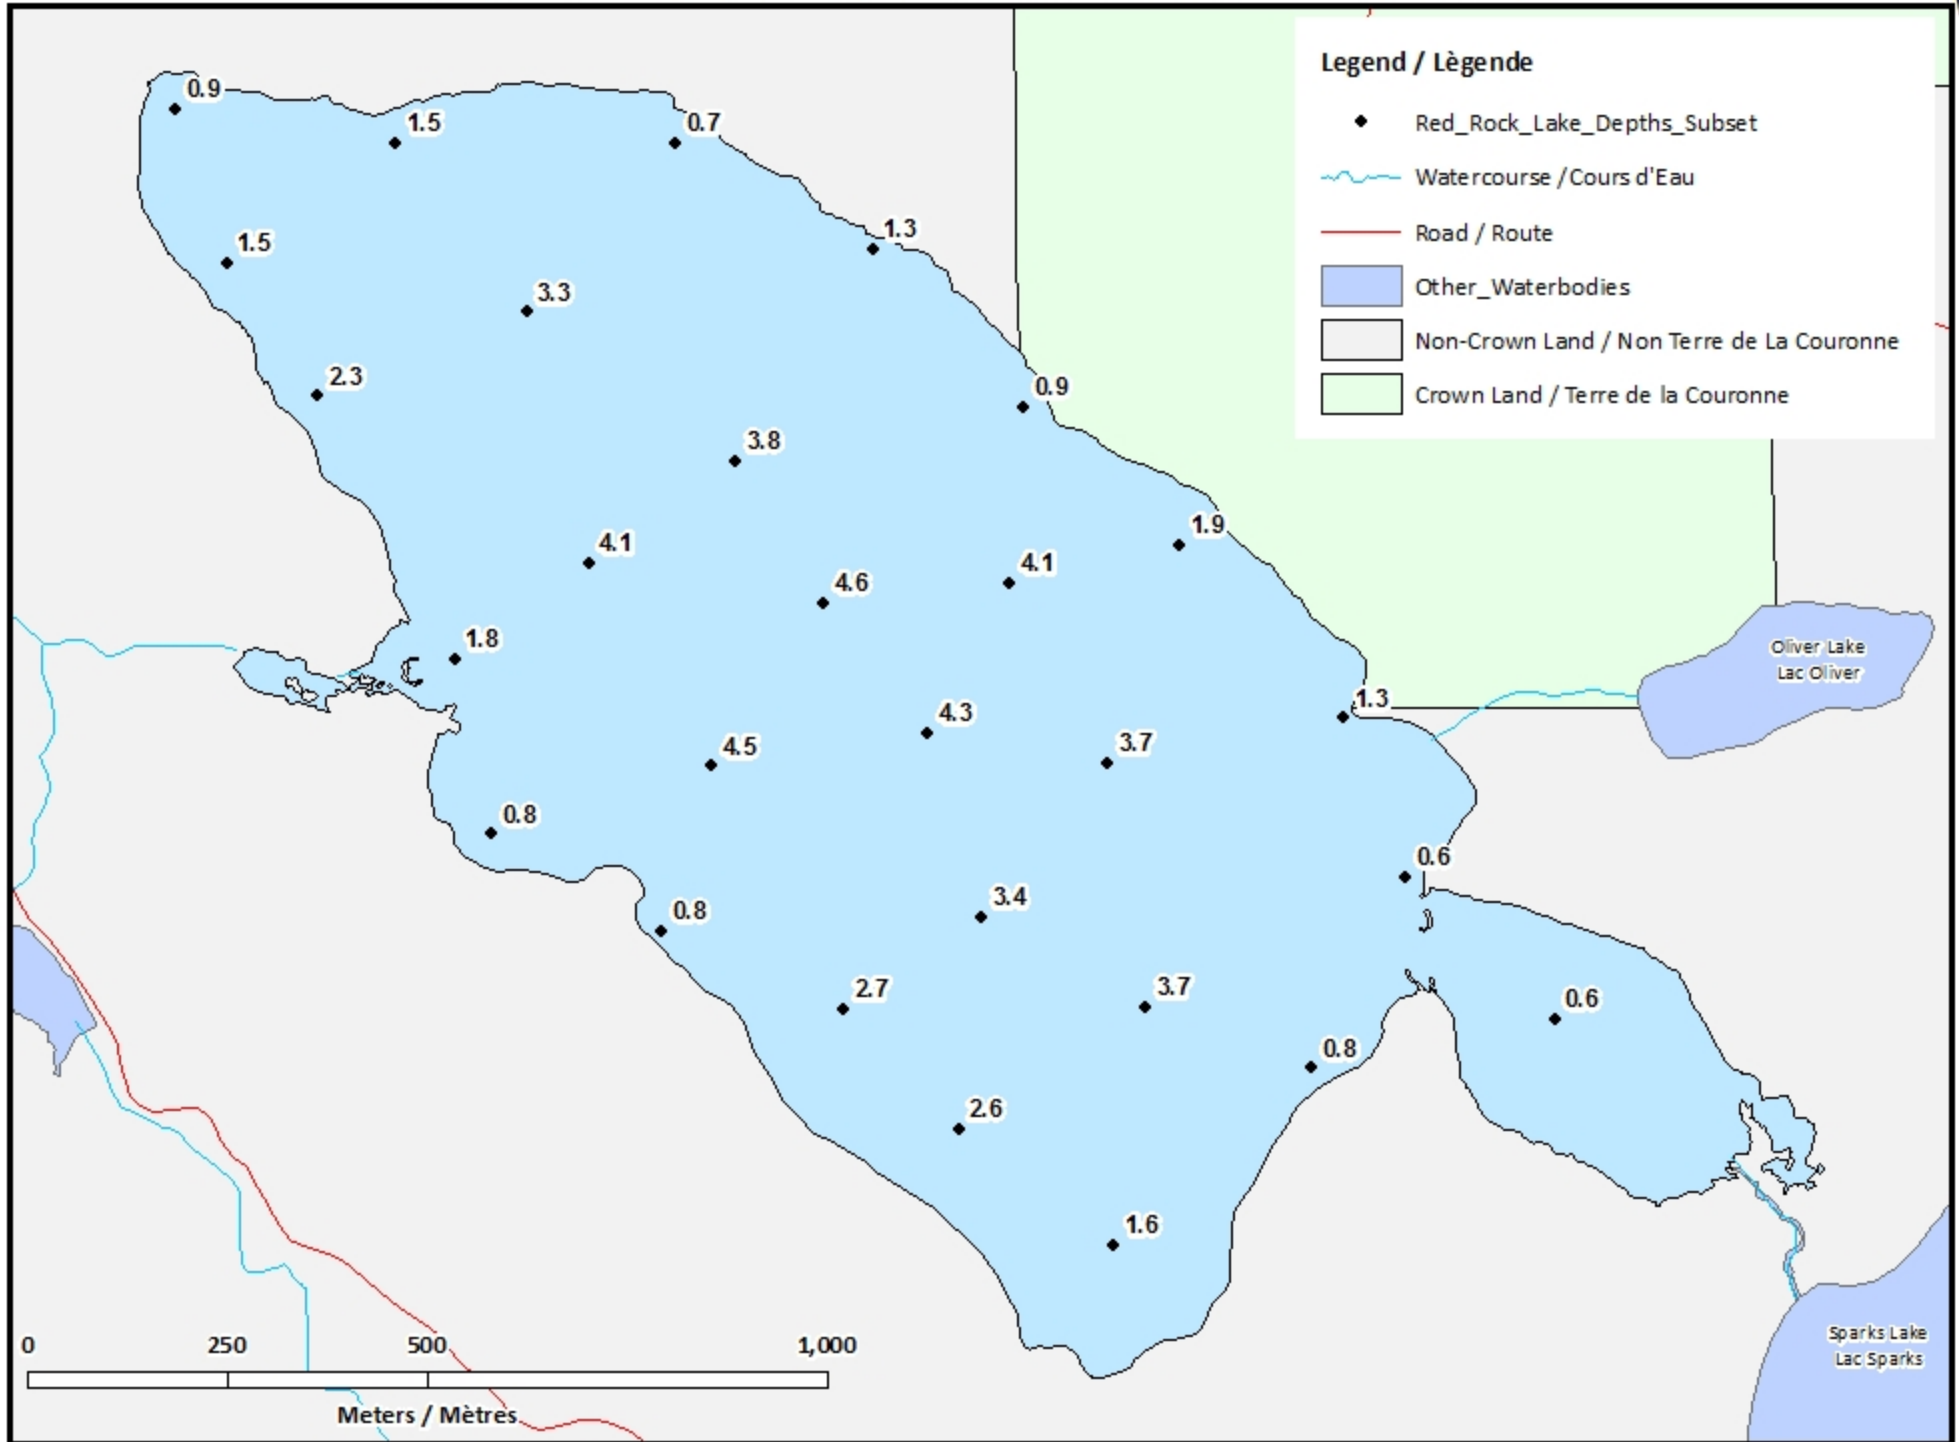 Legend / Lègende
Red_Rock_Lake_Depths_Subset
Watercourse /Cours d'Eau
Road / Route
Other_Waterbodies
Non-Crown Land / Non Terre de La Couronne
Crown Land / Terre de la Couronne
0.9
1.5
0.7
1.3
1.5
3.3
2.3
0.9
3.8
1.9
4.1
4.1
4.6
1.8
Oliver Lake
Lac Oliver
1.3
4.3
3.7
4.5
0.8
0.6
3.4
0.8
2.7
3.7
0.6
0.8
2.6
1.6
Sparks Lake
Lac Sparks
0 250 500 1,000
Meters / Mètres